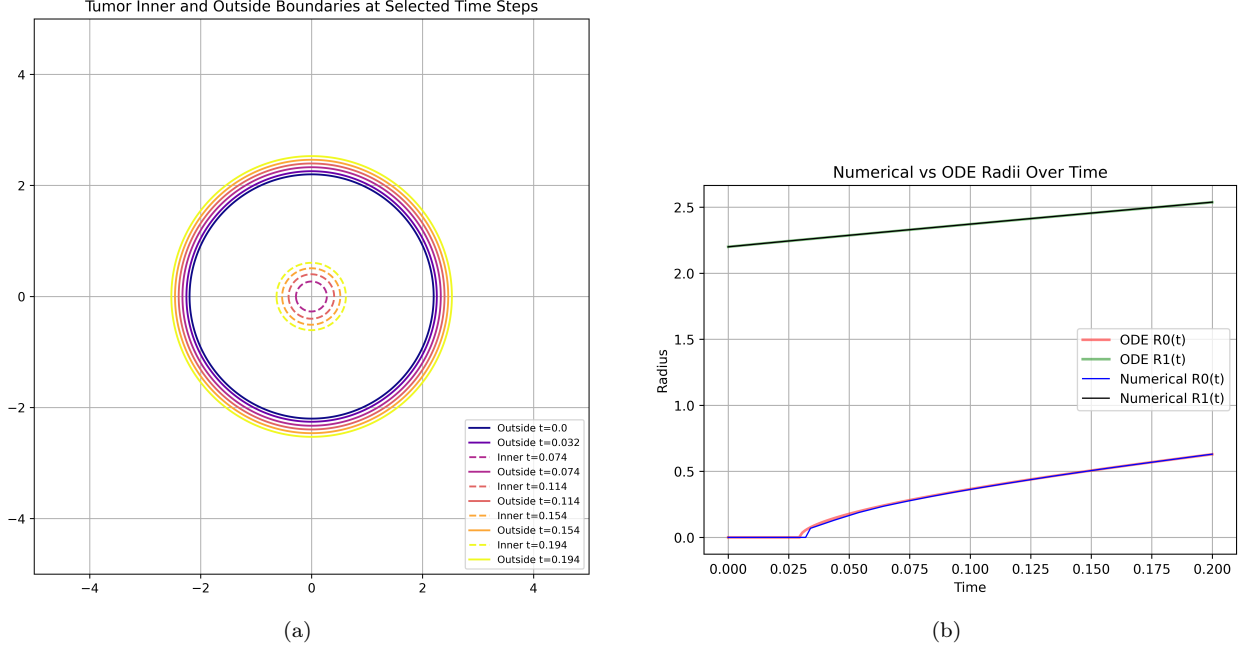 Tumor Inner and Outside Boundaries at Selected Time Steps
4
2
0
−2
−4
−4
−2
0
2
4
Outside t=0.0
Outside t=0.032
Inner t=0.074
Outside t=0.074
Inner t=0.114
Outside t=0.114
Inner t=0.154
Outside t=0.154
Inner t=0.194
Outside t=0.194
(a)
Numerical vs ODE Radii Over Time
Radius
2.5
2.0
1.5
1.0
0.5
0.0
ODE R0(t)
ODE R1(t)
Numerical R0(t)
Numerical R1(t)
0.000
0.025
0.050
0.075
0.100
0.125
0.150
0.175
0.200
Time
(b)